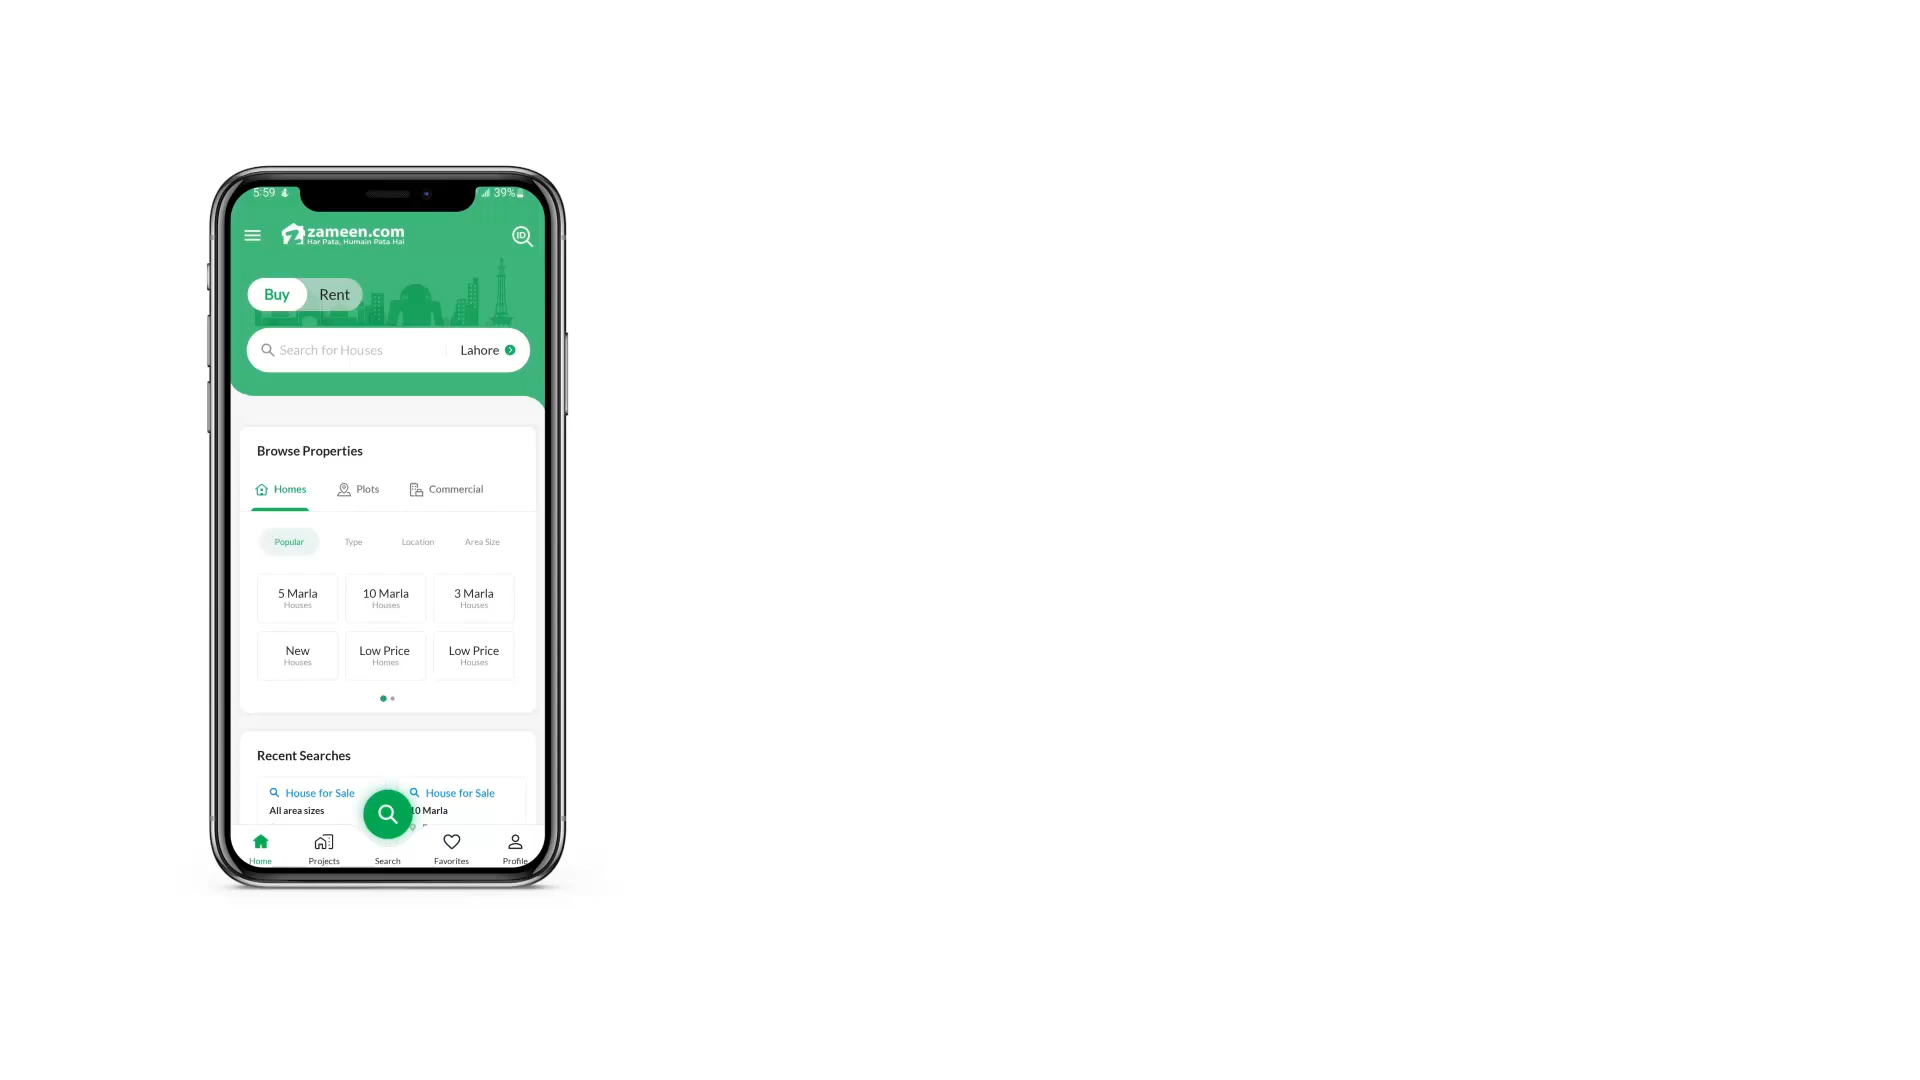 5:59
39%
zameen.com
Har Pata, Humain Pata Hai
ID
Buy
Rent
Search for Houses
Lahore
Browse Properties
Homes
Plots
Commercial
Popular
Type
Location
Area Size
5 Marla
Houses
10 Marla
Houses
3 Marla
Houses
New
Houses
Low Price
Homes
Low Price
Houses
Recent Searches
House for Sale
All area sizes
House for Sale
10 Marla
Home
Projects
Search
Favorites
Profile